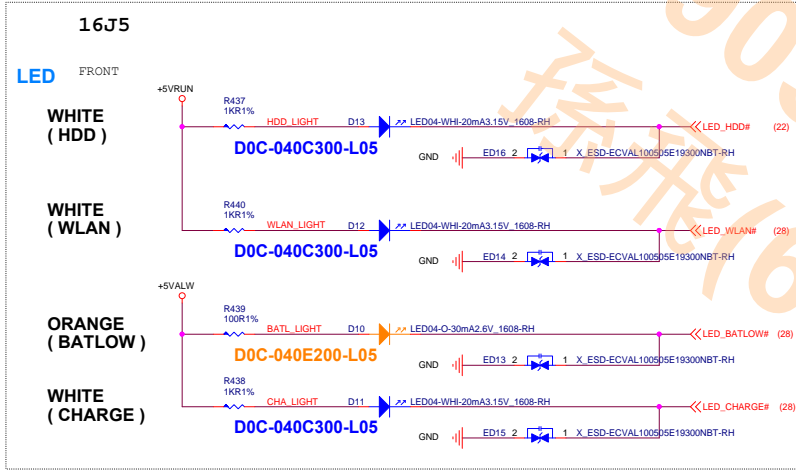 16J5
LED FRONT
+5VRUN
WHITE
( HDD )
R437
1KR1%
HDD_LIGHT
D13
LED04-WHI-20mA3.15V_1608-RH
LED_HDD# (22)
D0C-040C300-L05
GND
ED16 2 1 X_ESD-ECVAL100505E19300NBT-RH
WHITE
( WLAN )
R440
1KR1%
WLAN_LIGHT
D12
LED04-WHI-20mA3.15V_1608-RH
LED_WLAN# (28)
D0C-040C300-L05
GND
ED14 2 1 X_ESD-ECVAL100505E19300NBT-RH
+5VALW
ORANGE
( BATLOW )
R439
100R1%
BATL_LIGHT
D10
LED04-O-30mA2.6V_1608-RH
LED_BATLOW# (28)
D0C-040E200-L05
GND
ED13 2 1 X_ESD-ECVAL100505E19300NBT-RH
WHITE
( CHARGE )
R438
1KR1%
CHA_LIGHT
D11
LED04-WHI-20mA3.15V_1608-RH
LED_CHARGE# (28)
D0C-040C300-L05
GND
ED15 2 1 X_ESD-ECVAL100505E19300NBT-RH
孫飛(6